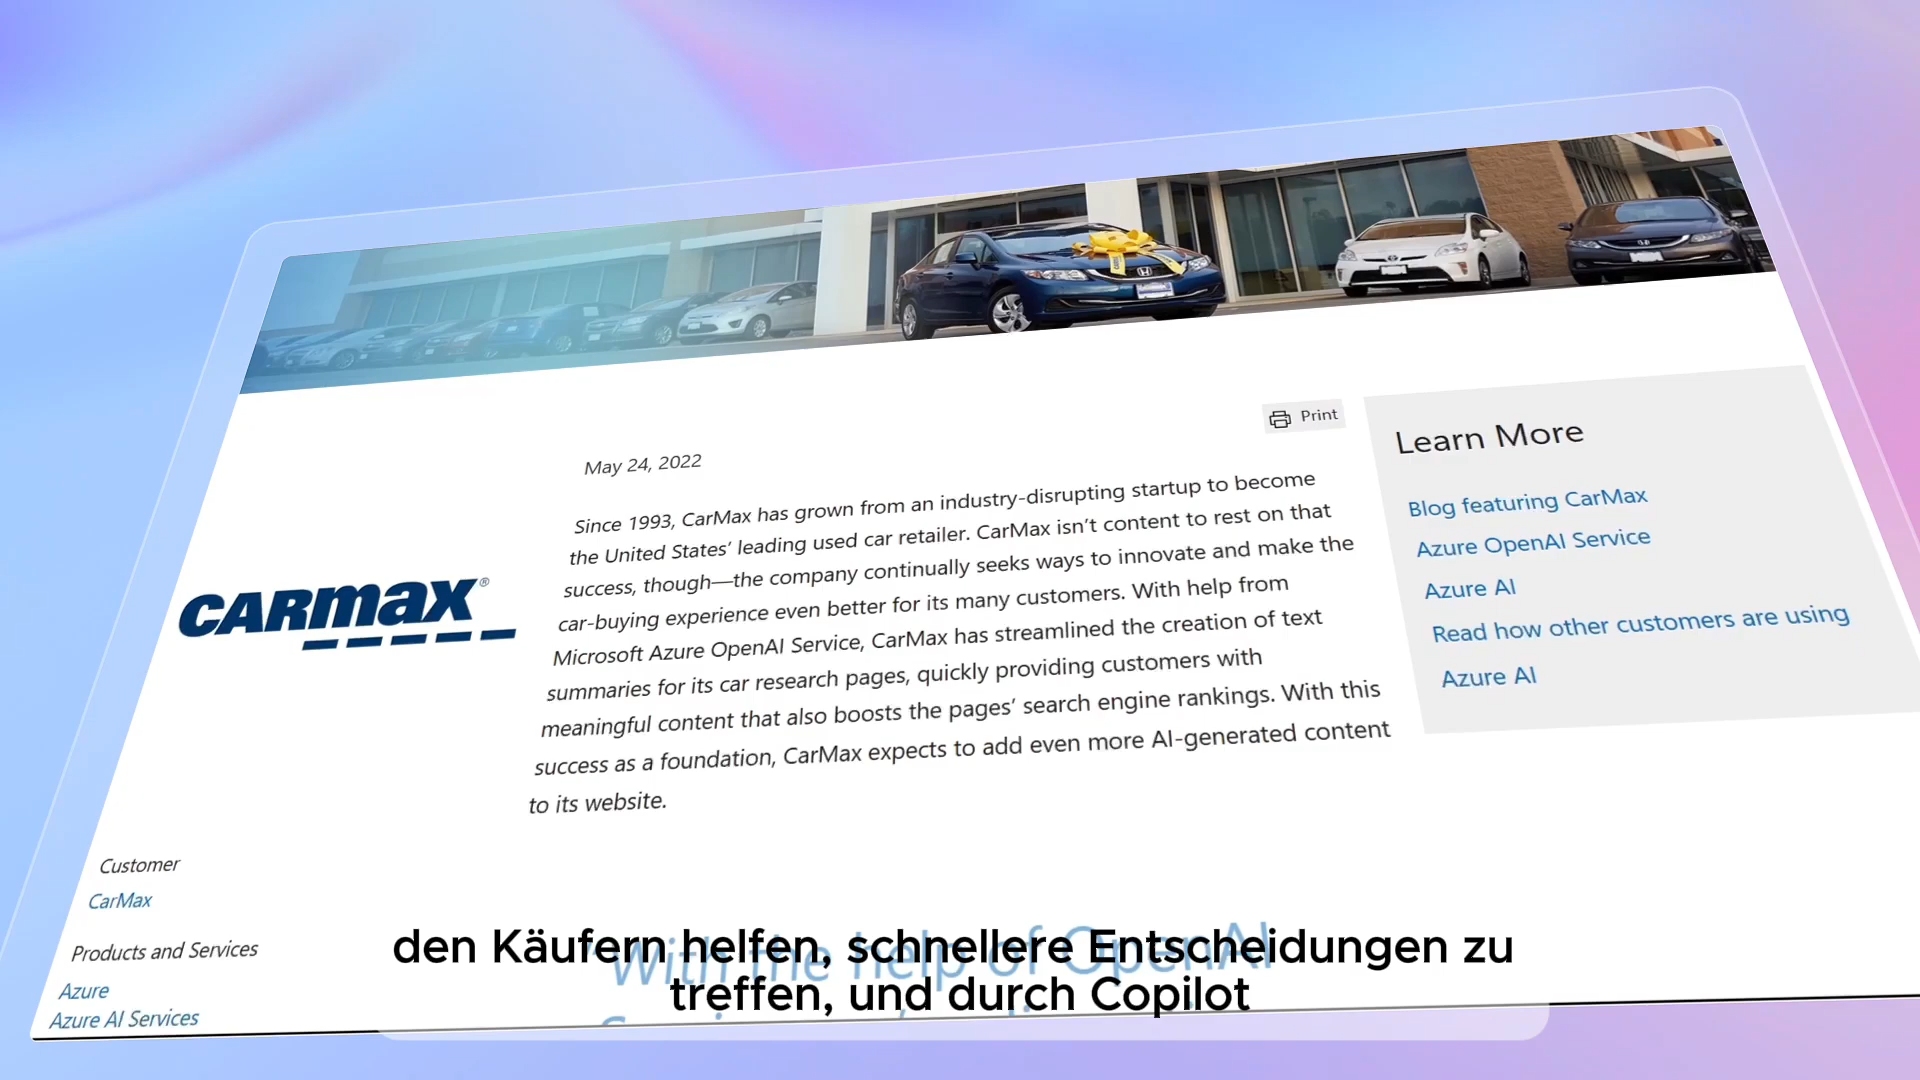 Print
May 24, 2022
Since 1993, CarMax has grown from an industry-disrupting startup to become
the United States’ leading used car retailer. CarMax isn’t content to rest on that
success, though—the company continually seeks ways to innovate and make the
car-buying experience even better for its many customers. With help from
Microsoft Azure OpenAI Service, CarMax has streamlined the creation of text
summaries for its car research pages, quickly providing customers with
meaningful content that also boosts the pages’ search engine rankings. With this
success as a foundation, CarMax expects to add even more AI-generated content
to its website.
CARmax®
Learn More
Blog featuring CarMax
Azure OpenAI Service
Azure AI
Read how other customers are using
Azure AI
Customer
CarMax
Products and Services
Azure
Azure AI Services
"With the help of OpenAI
den Käufern helfen, schnellere Entscheidungen zu
treffen, und durch Copilot